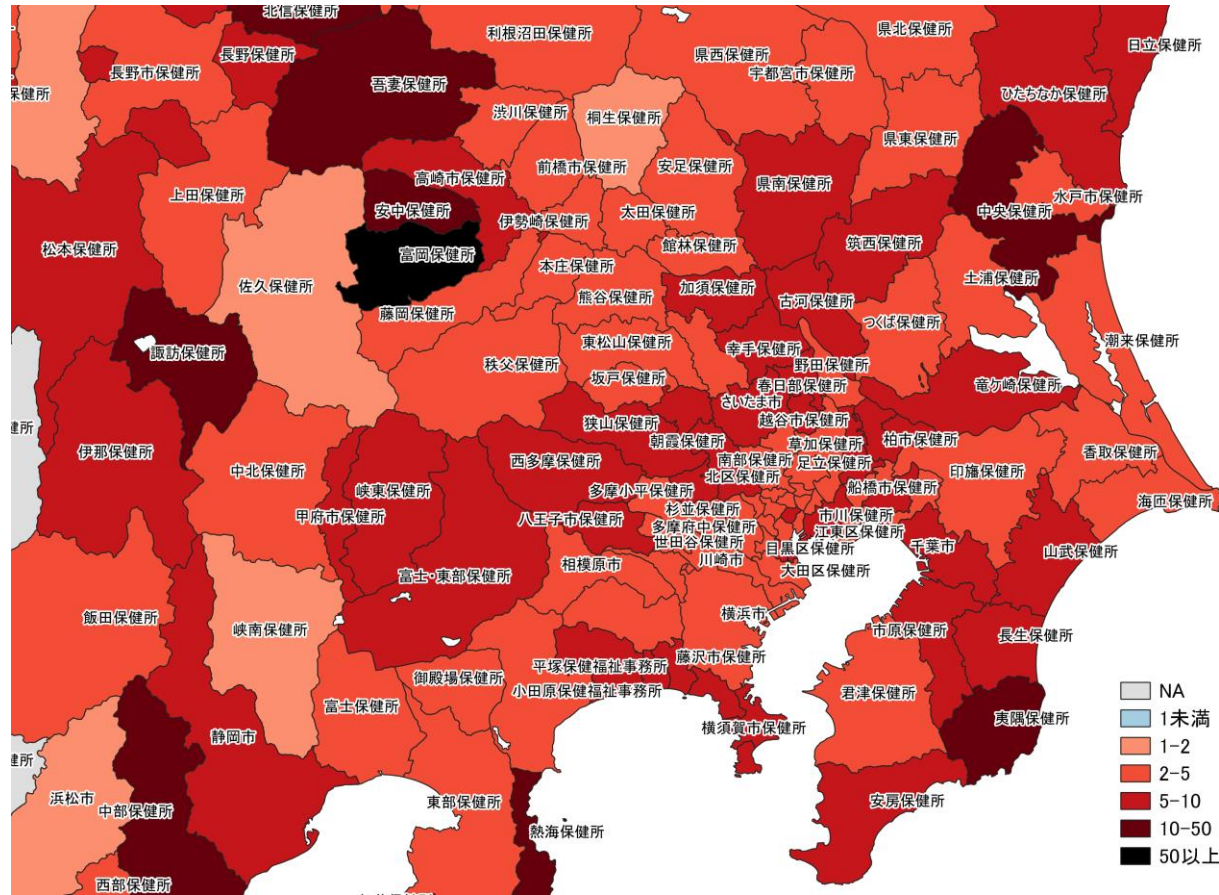 北信保健所
利根沼田保健所
県北保健所
長野保健所
県西保健所
日立保健所
長野市保健所
宇都宮市保健所
保健所
吾妻保健所
ひたちなか保健所
渋川保健所
桐生保健所
県東保健所
前橋市保健所
安足保健所
高崎市保健所
県南保健所
上田保健所
水戸市保健所
安中保健所
伊勢崎保健所
太田保健所
中央保健所
松本保健所
富岡保健所
館林保健所
筑西保健所
本庄保健所
土浦保健所
佐久保健所
加須保健所
熊谷保健所
古河保健所
藤岡保健所
つくば保健所
東松山保健所
潮来保健所
諏訪保健所
幸手保健所
秩父保健所
野田保健所
坂戸保健所
春日部保健所
竜ケ崎保健所
さいたま市
狭山保健所
越谷市保健所
健所
朝霞保健所
草加保健所
柏市保健所
伊那保健所
西多摩保健所
南部保健所
足立保健所
香取保健所
中北保健所
峡東保健所
北区保健所
印旛保健所
多摩小平保健所
船橋市保健所
海匝保健所
杉並保健所
甲府市保健所
八王子市保健所
市川保健所
多摩府中保健所
江東区保健所
世田谷保健所
目黒区保健所
千葉市
山武保健所
川崎市
相模原市
大田区保健所
富士・東部保健所
飯田保健所
横浜市
峡南保健所
市原保健所
長生保健所
藤沢市保健所
平塚保健福祉事務所
御殿場保健所
小田原保健福祉事務所
君津保健所
富士保健所
夷隅保健所
静岡市
横須賀市保健所
健所
浜松市
中部保健所
東部保健所
安房保健所
熱海保健所
西部保健所
NA
1未満
1-2
2-5
5-10
10-50
50以上